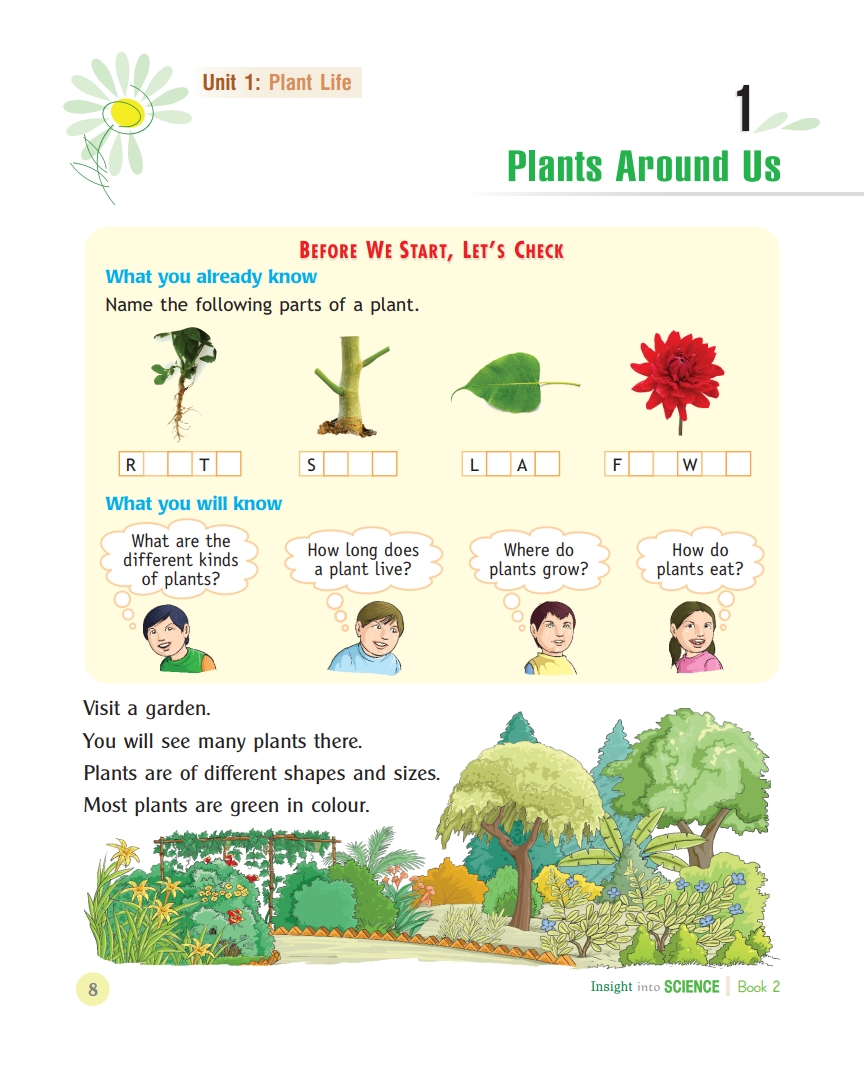 Unit 1: Plant Life
1
Plants Around Us
BEFORE WE START, LET'S CHECK
What you already know
Name the following parts of a plant.
R T
S
L A
F W
What you will know
What are the
different kinds
of plants?
How long does
a plant live?
Where do
plants grow?
How do
plants eat?
Visit a garden.
You will see many plants there.
Plants are of different shapes and sizes.
Most plants are green in colour.
8
Insight into SCIENCE Book 2